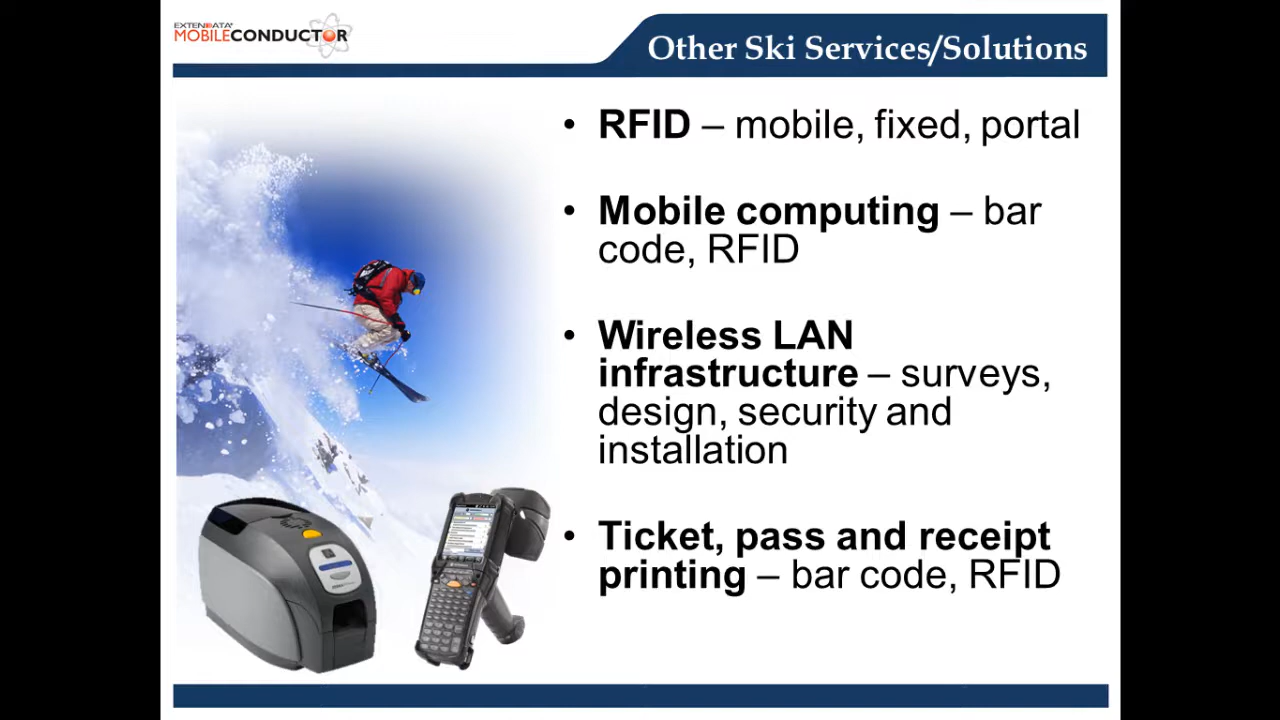 EXTENDATA®
MOBILECONDUCTOR
Other Ski Services/Solutions
• RFID – mobile, fixed, portal
• Mobile computing – bar
code, RFID
• Wireless LAN
infrastructure – surveys,
design, security and
installation
• Ticket, pass and receipt
printing – bar code, RFID